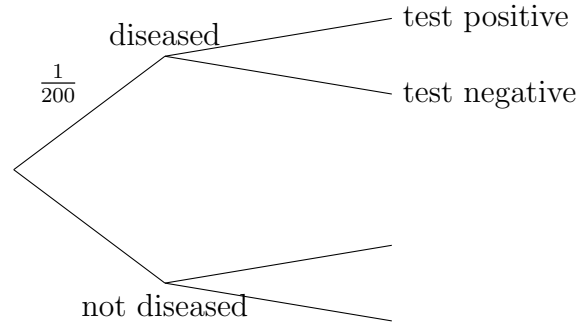 test positive
diseased
1/200
test negative
not diseased